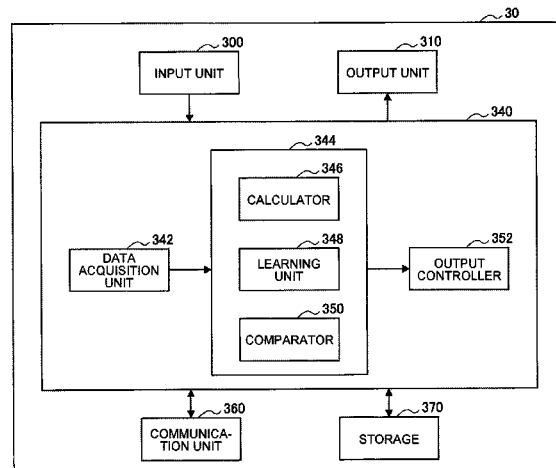 30
300
INPUT UNIT
310
OUTPUT UNIT
340
344
346
CALCULATOR
342
DATA
ACQUISITION
UNIT
348
LEARNING
UNIT
352
OUTPUT
CONTROLLER
350
COMPARATOR
360
COMMUNICA-
TION UNIT
370
STORAGE